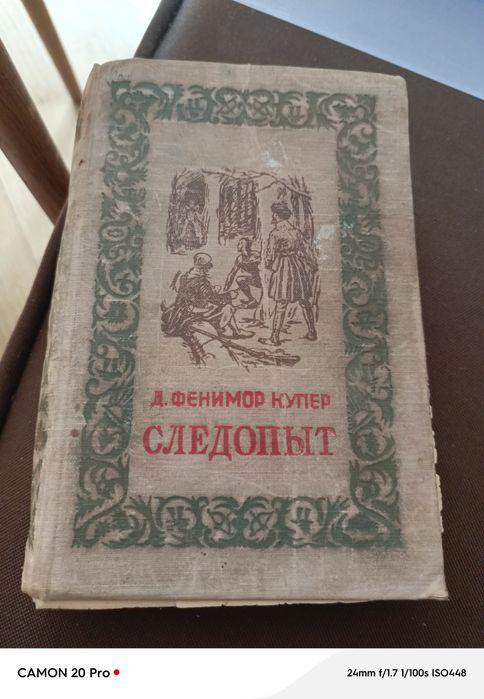 Д. ФЕНИМОР КУПЕР
СЛЕДОПЫТ
CAMON 20 Pro
24mm f/1.7 1/100s ISO448